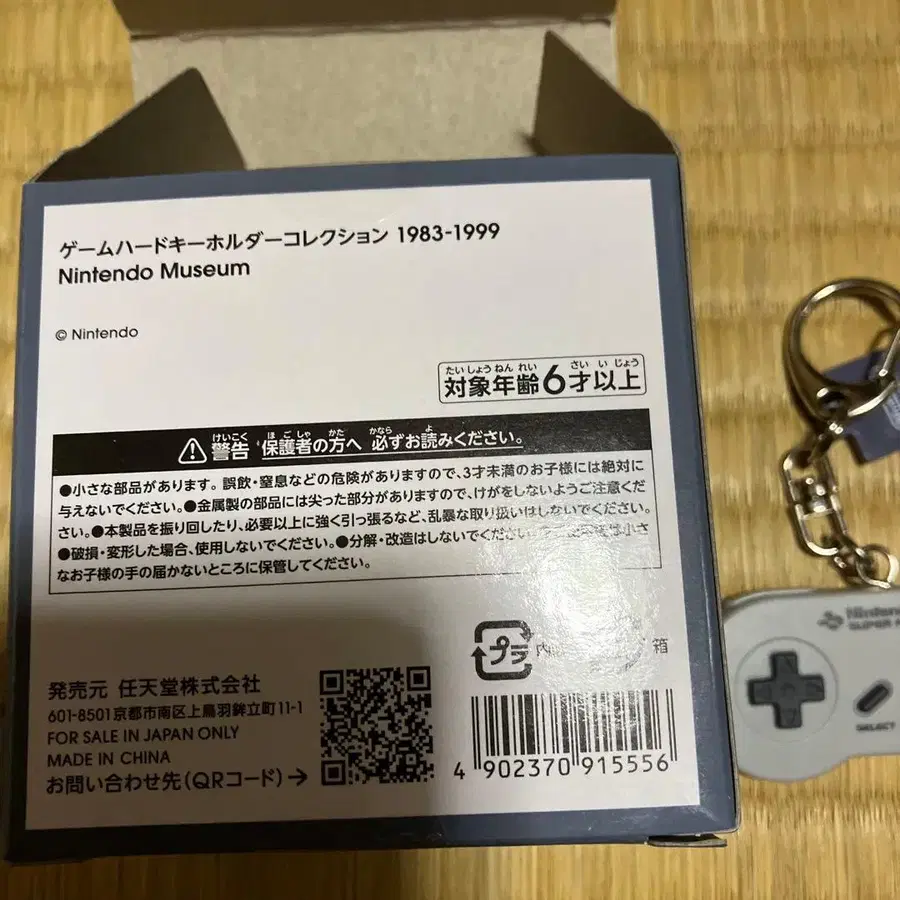 ゲームハードキーホルダーコレクション 1983-1999
Nintendo Museum
© Nintendo
たいしょうねんれい さい いじょう
対象年齢6才以上
けいこく ほごしゃ かた かなら よ
警告 保護者の方へ 必ずお読みください。
●小さな部品があります。誤飲・窒息などの危険がありますので、3才未満のお子様には絶対に
与えないでください。●金属製の部品には尖った部分がありますので、けがをしないようご注意くだ
さい。●本製品を振り回したり、必要以上に強く引っ張るなど、乱暴な取り扱いはしないでください。
●破損・変形した場合、使用しないでください。●分解・改造はしないでください。
なお子様の手の届かないところに保管してください。
プラ
箱
発売元 任天堂株式会社
601-8501 京都市南区上鳥羽鉾立町11-1
FOR SALE IN JAPAN ONLY
MADE IN CHINA
お問い合わせ先(QRコード)→
4 902370 915556
Nintendo
SUPER
SELECT